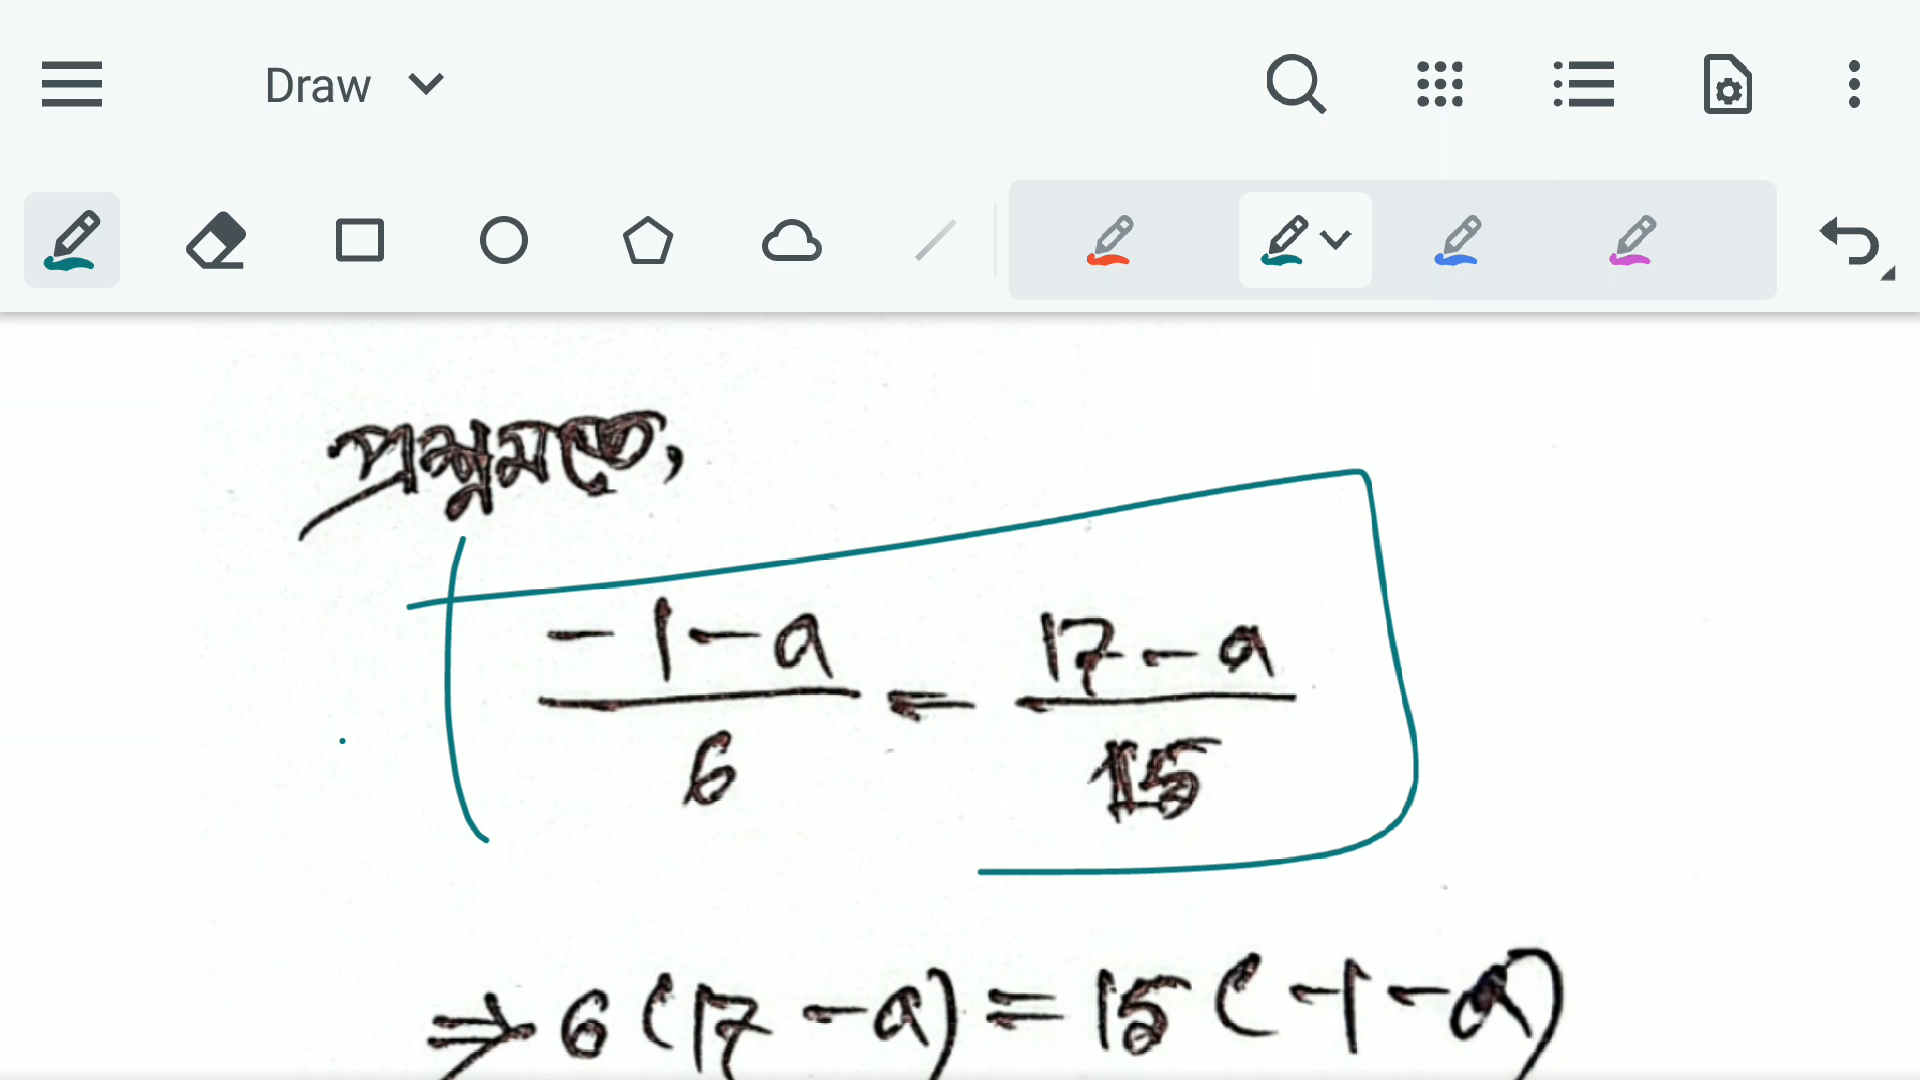 Draw
প্রশ্নমতে,
-1-a/6 = 17-a/15
⇒ 6(17-a) = 15(-1-a)